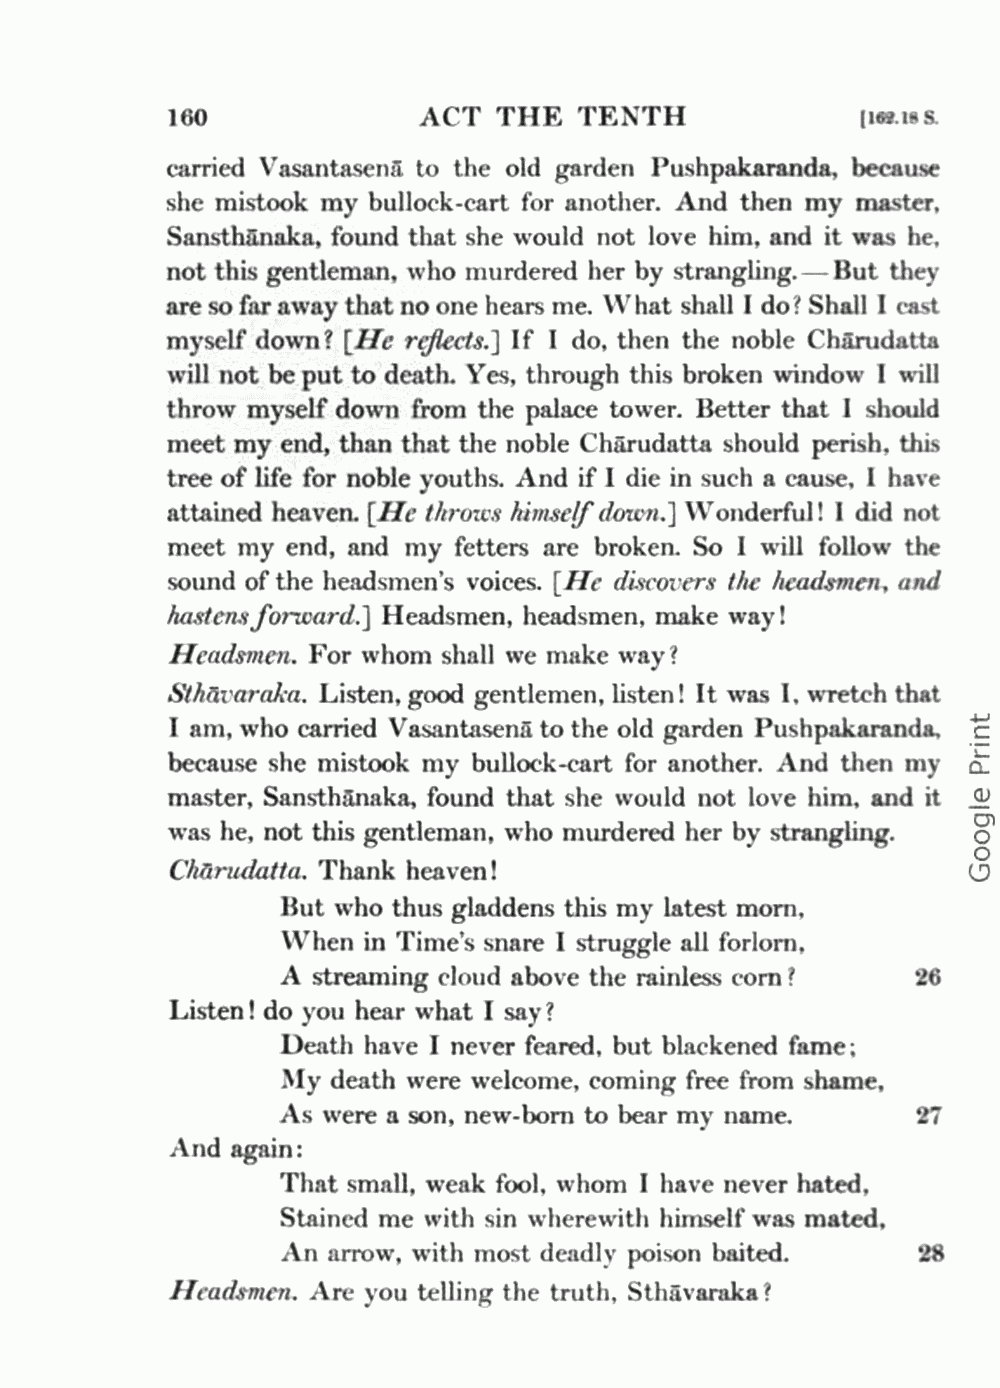 160 ACT THE TENTH [162.18 S.
carried Vasantasenā to the old garden Pushpakaranda, because
she mistook my bullock-cart for another. And then my master,
Sansthānaka, found that she would not love him, and it was he,
not this gentleman, who murdered her by strangling.—But they
are so far away that no one hears me. What shall I do? Shall I cast
myself down? [He reflects.] If I do, then the noble Chārudatta
will not be put to death. Yes, through this broken window I will
throw myself down from the palace tower. Better that I should
meet my end, than that the noble Chārudatta should perish, this
tree of life for noble youths. And if I die in such a cause, I have
attained heaven. [He throws himself down.] Wonderful! I did not
meet my end, and my fetters are broken. So I will follow the
sound of the headsmen's voices. [He discovers the headsmen, and
hastens forward.] Headsmen, headsmen, make way!
Headsmen. For whom shall we make way?
Sthāvaraka. Listen, good gentlemen, listen! It was I, wretch that
I am, who carried Vasantasenā to the old garden Pushpakaranda,
because she mistook my bullock-cart for another. And then my
master, Sansthānaka, found that she would not love him, and it
was he, not this gentleman, who murdered her by strangling.
Chārudatta. Thank heaven!
But who thus gladdens this my latest morn,
When in Time's snare I struggle all forlorn,
A streaming cloud above the rainless corn? 26
Listen! do you hear what I say?
Death have I never feared, but blackened fame;
My death were welcome, coming free from shame,
As were a son, new-born to bear my name. 27
And again:
That small, weak fool, whom I have never hated,
Stained me with sin wherewith himself was mated,
An arrow, with most deadly poison baited. 28
Headsmen. Are you telling the truth, Sthāvaraka?
Google Print